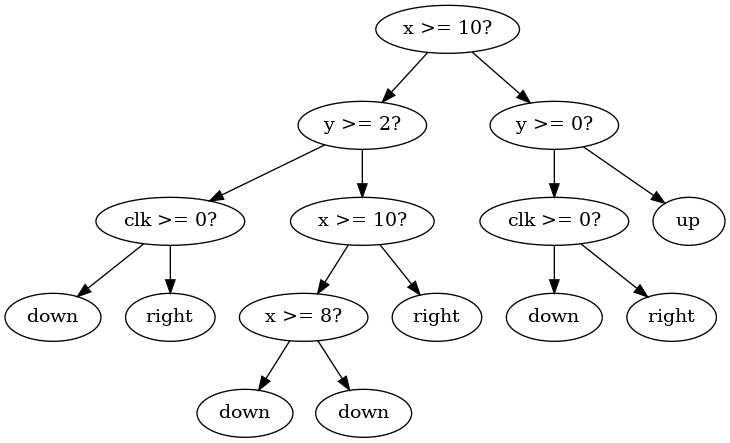 x >= 10?
y >= 2?
y >= 0?
clk >= 0?
x >= 10?
clk >= 0?
up
down
right
x >= 8?
right
down
right
down
down